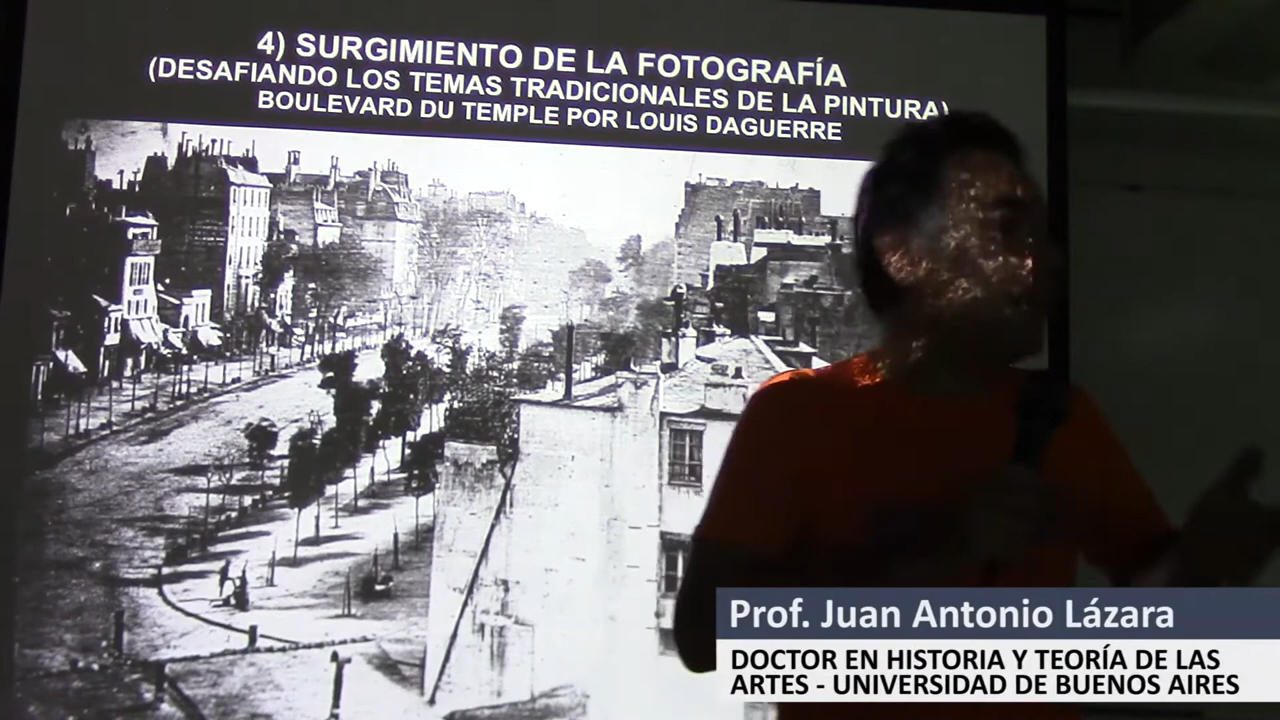 4) SURGIMIENTO DE LA FOTOGRAFÍA
(DESAFIANDO LOS TEMAS TRADICIONALES DE LA PINTURA)
BOULEVARD DU TEMPLE POR LOUIS DAGUERRE
Prof. Juan Antonio Lázara
DOCTOR EN HISTORIA Y TEORÍA DE LAS
ARTES - UNIVERSIDAD DE BUENOS AIRES